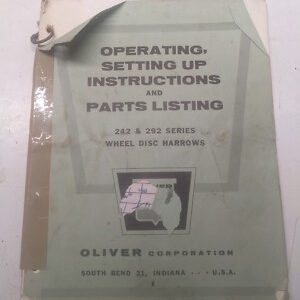 OPERATING,
SETTING UP
INSTRUCTIONS
AND
PARTS LISTING
242 & 292 SERIES
WHEEL DISC HARROWS
OLIVER CORPORATION
SOUTH BEND 21, INDIANA · · · U.S.A.